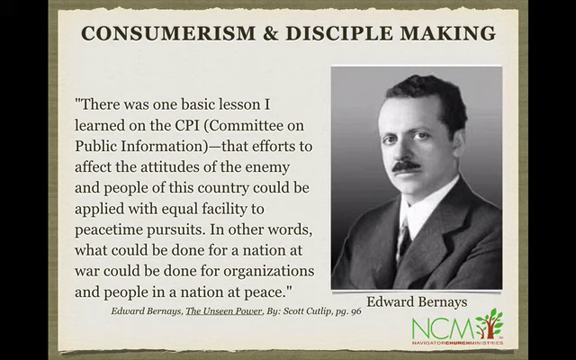 CONSUMERISM & DISCIPLE MAKING
"There was one basic lesson I
learned on the CPI (Committee on
Public Information)—that efforts to
affect the attitudes of the enemy
and people of this country could be
applied with equal facility to
peacetime pursuits. In other words,
what could be done for a nation at
war could be done for organizations
and people in a nation at peace."
Edward Bernays, The Unseen Power, By: Scott Cutlip, pg. 96
Edward Bernays
NCM
NAVIGATORCHURCHMINISTRIES